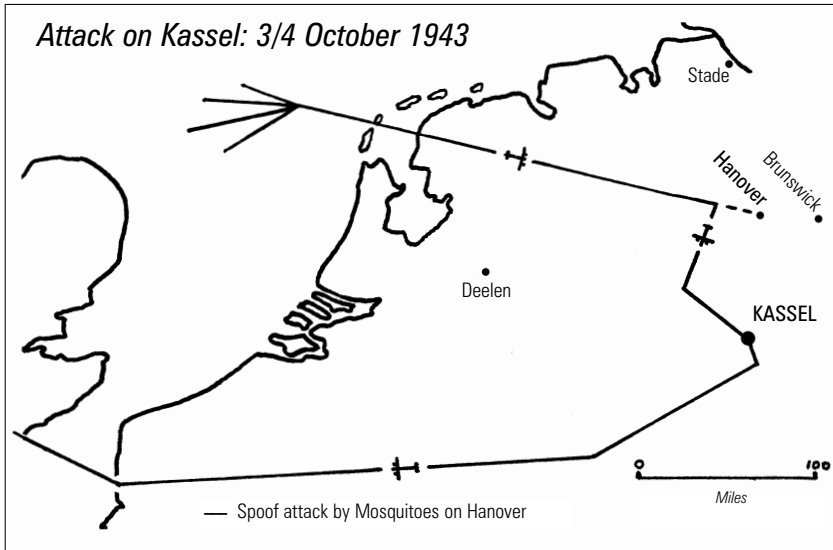 Attack on Kassel: 3/4 October 1943
Stade
Hanover
Brunswick
Deelen
KASSEL
0 100
Miles
Spoof attack by Mosquitoes on Hanover